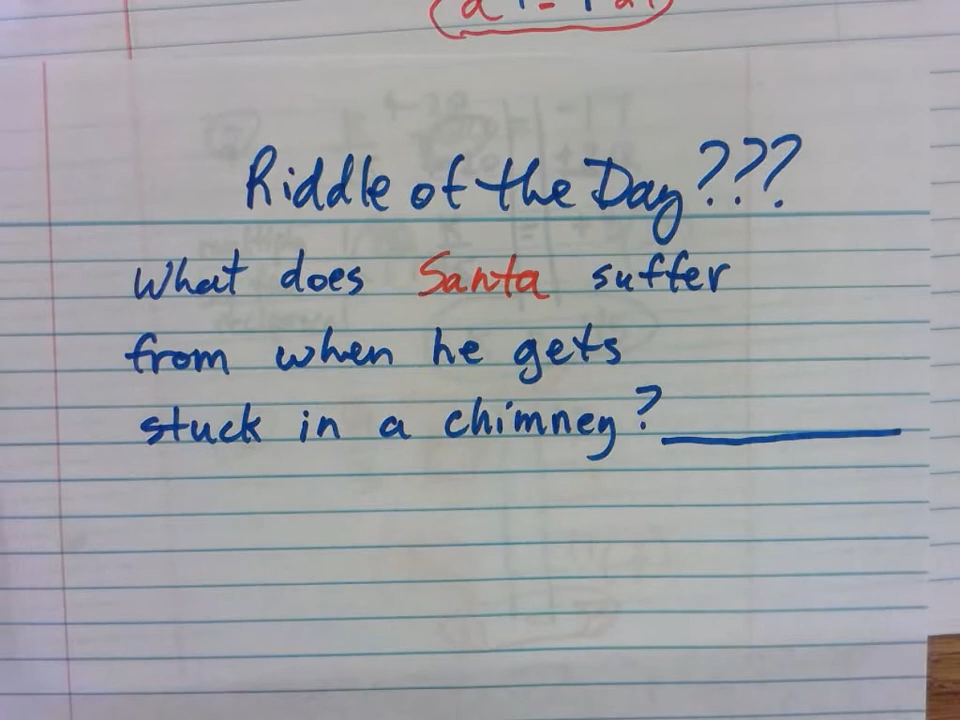 Riddle of the Day???
What does Santa suffer
from when he gets
stuck in a chimney?